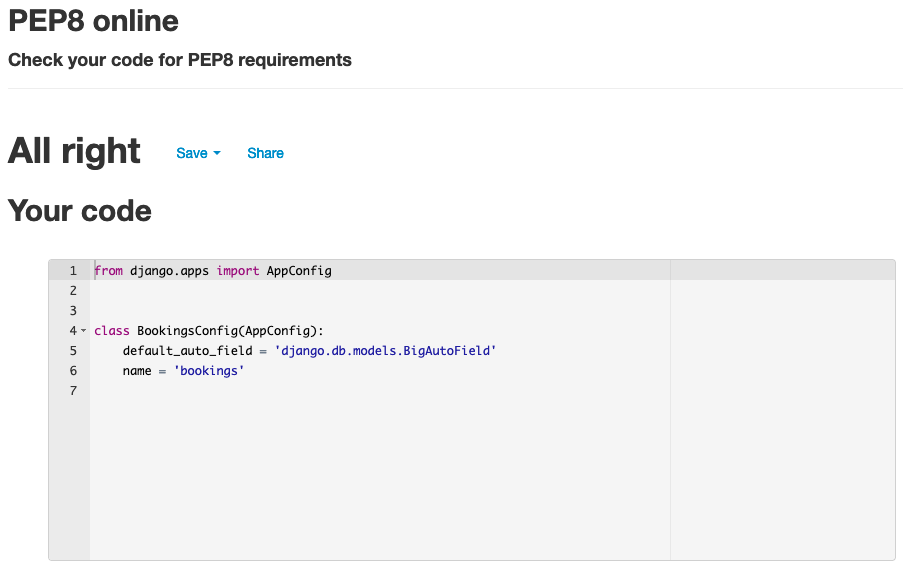 PEP8 online
Check your code for PEP8 requirements
All right Save Share
Your code
1 from django.apps import AppConfig
2
3
4 class BookingsConfig(AppConfig):
5     default_auto_field = 'django.db.models.BigAutoField'
6     name = 'bookings'
7